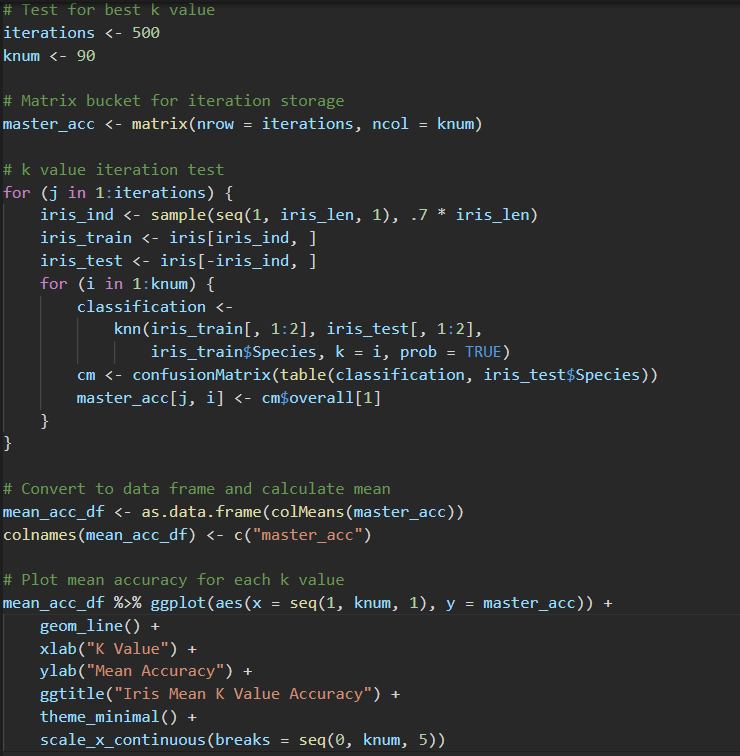 # Test for best k value
iterations <- 500
knum <- 90

# Matrix bucket for iteration storage
master_acc <- matrix(nrow = iterations, ncol = knum)

# k value iteration test
for (j in 1:iterations) {
    iris_ind <- sample(seq(1, iris_len, 1), .7 * iris_len)
    iris_train <- iris[iris_ind, ]
    iris_test <- iris[-iris_ind, ]
    for (i in 1:knum) {
        classification <-
            knn(iris_train[, 1:2], iris_test[, 1:2],
                iris_train$Species, k = i, prob = TRUE)
        cm <- confusionMatrix(table(classification, iris_test$Species))
        master_acc[j, i] <- cm$overall[1]
    }
}

# Convert to data frame and calculate mean
mean_acc_df <- as.data.frame(colMeans(master_acc))
colnames(mean_acc_df) <- c("master_acc")

# Plot mean accuracy for each k value
mean_acc_df %>% ggplot(aes(x = seq(1, knum, 1), y = master_acc)) +
    geom_line() +
    xlab("K Value") +
    ylab("Mean Accuracy") +
    ggtitle("Iris Mean K Value Accuracy") +
    theme_minimal() +
    scale_x_continuous(breaks = seq(0, knum, 5))